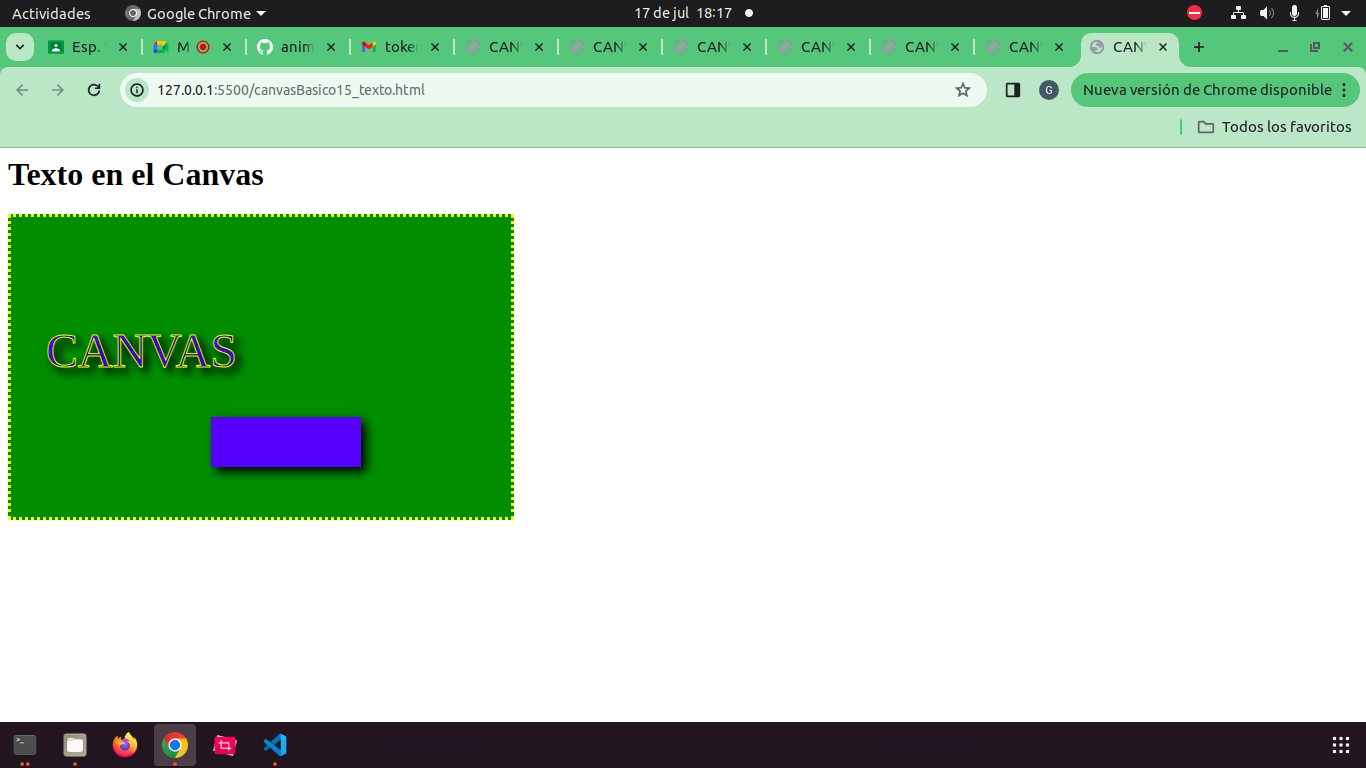 Actividades Google Chrome 17 de jul 18:17
Esp. M anim toke CAN CAN CAN CAN CAN CAN CAN
127.0.0.1:5500/canvasBasico15_texto.html G Nueva versión de Chrome disponible
Todos los favoritos
Texto en el Canvas
CANVAS